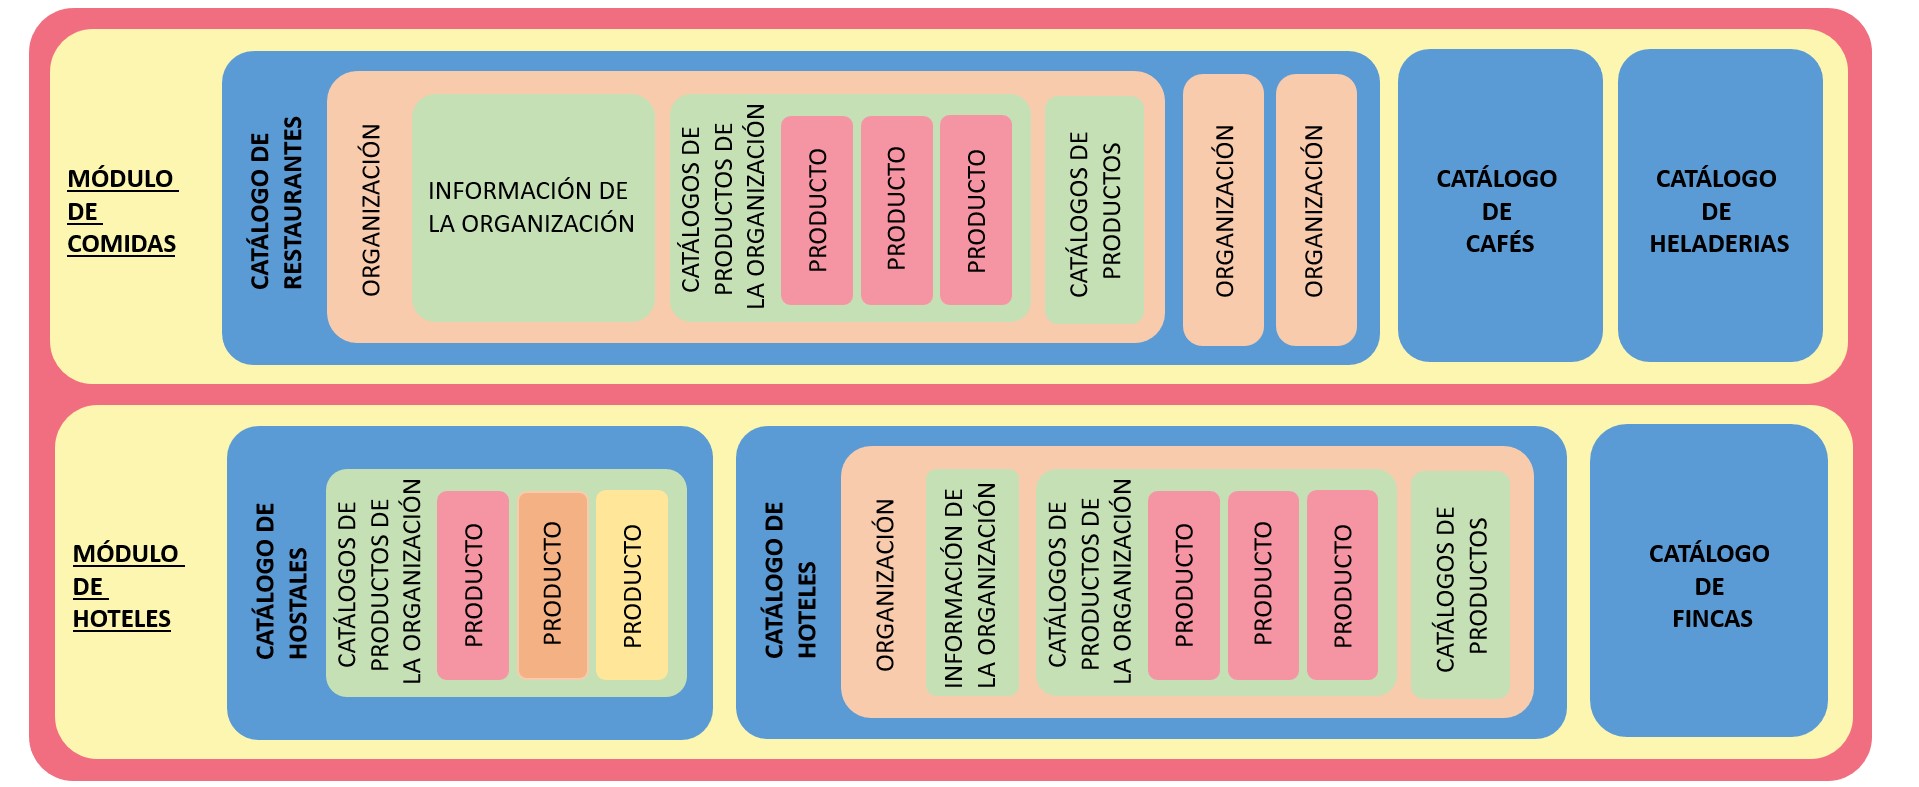 MÓDULO
DE
COMIDAS
CATÁLOGO DE
RESTAURANTES
ORGANIZACIÓN
INFORMACIÓN DE
LA ORGANIZACIÓN
CATÁLOGOS DE
PRODUCTOS DE
LA ORGANIZACIÓN
PRODUCTO
PRODUCTO
PRODUCTO
CATÁLOGOS DE
PRODUCTOS
ORGANIZACIÓN
ORGANIZACIÓN
CATÁLOGO
DE
CAFÉS
CATÁLOGO
DE
HELADERIAS
MÓDULO
DE
HOTELES
CATÁLOGO DE
HOSTALES
CATÁLOGOS DE
PRODUCTOS DE
LA ORGANIZACIÓN
PRODUCTO
PRODUCTO
PRODUCTO
CATÁLOGO DE
HOTELES
ORGANIZACIÓN
INFORMACIÓN DE
LA ORGANIZACIÓN
CATÁLOGOS DE
PRODUCTOS DE
LA ORGANIZACIÓN
PRODUCTO
PRODUCTO
PRODUCTO
CATÁLOGOS DE
PRODUCTOS
CATÁLOGO
DE
FINCAS